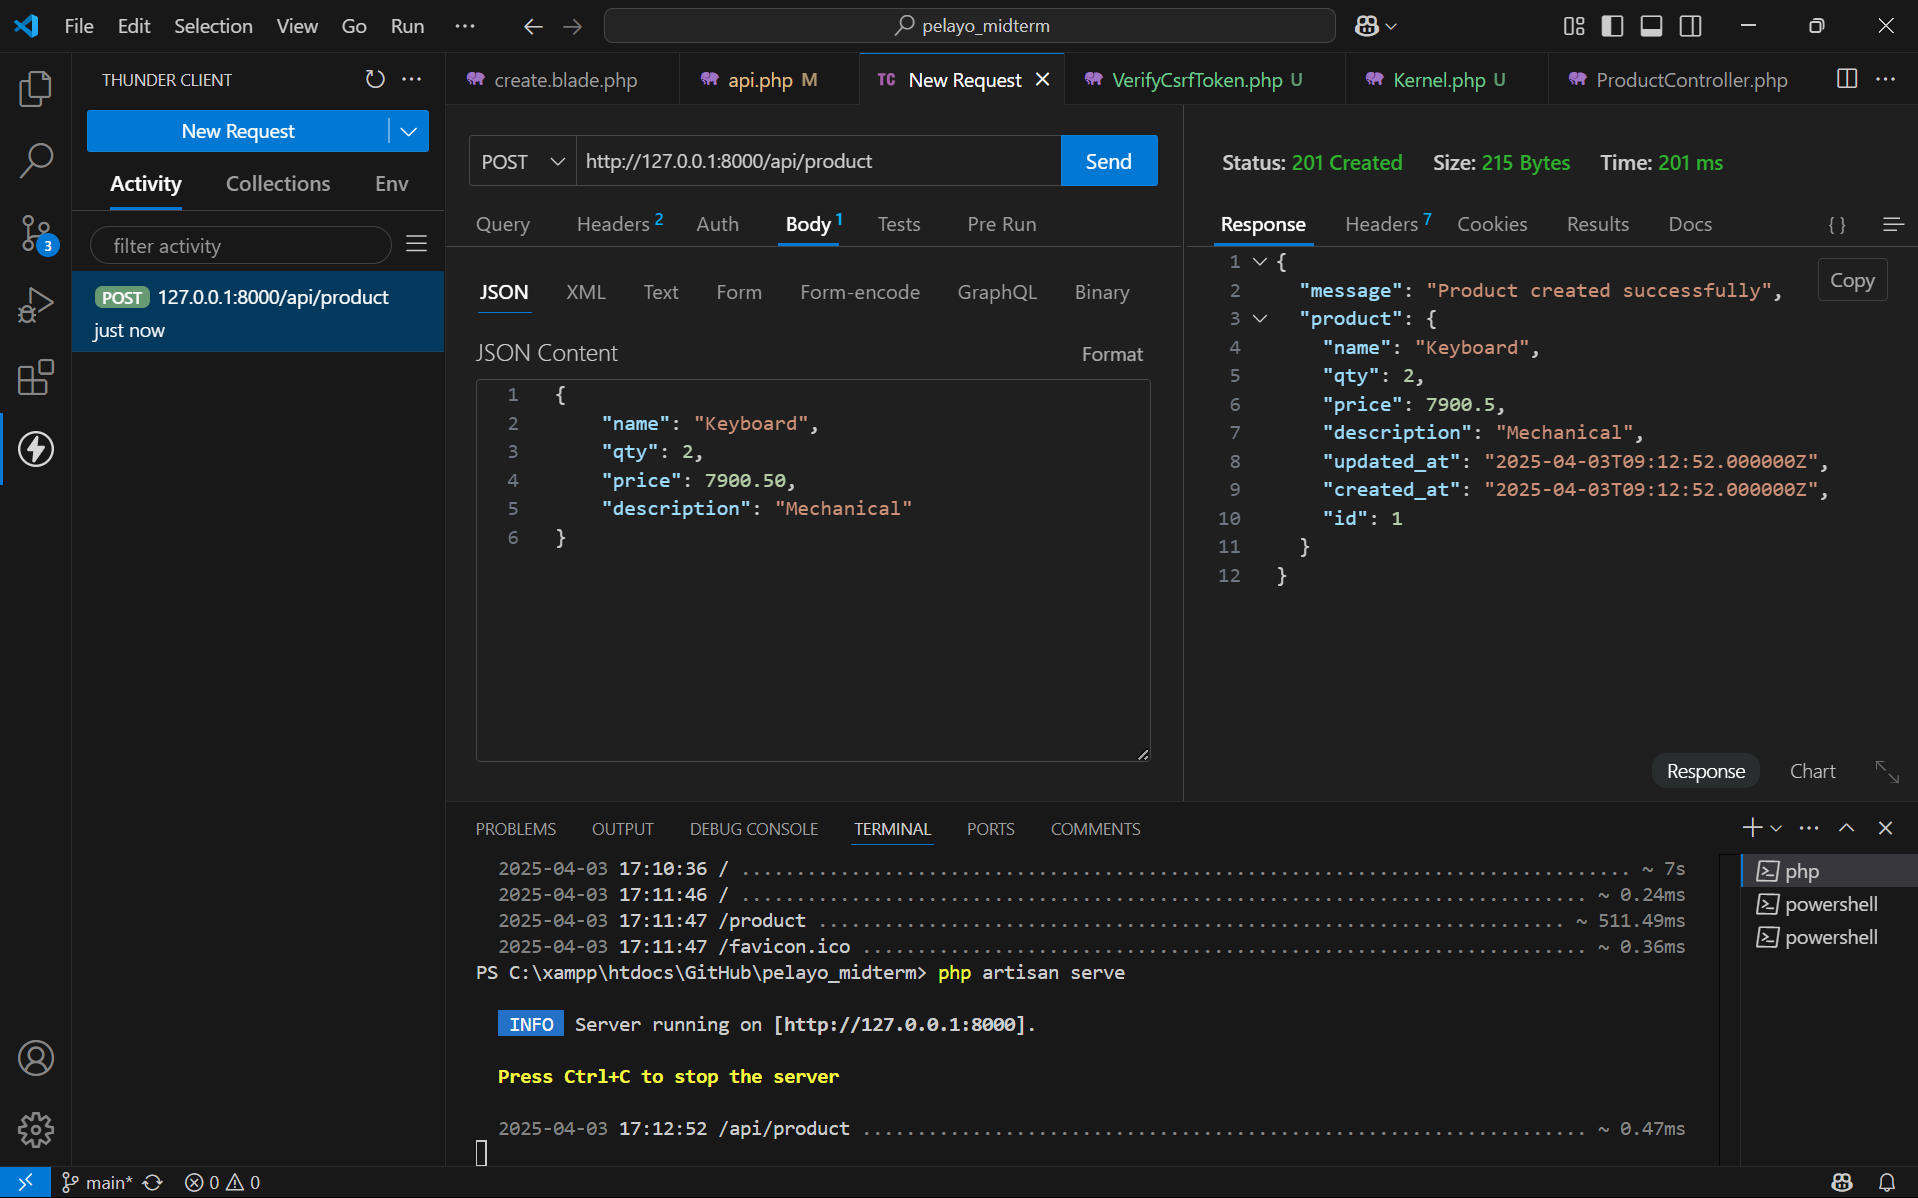 File Edit Selection View Go Run ··· pelayo_midterm
THUNDER CLIENT ···
New Request
Activity Collections Env
filter activity
POST 127.0.0.1:8000/api/product
just now
3
create.blade.php api.php M TC New Request VerifyCsrfToken.php U Kernel.php U ProductController.php ···
POST http://127.0.0.1:8000/api/product Send
Query Headers 2 Auth Body 1 Tests Pre Run
JSON XML Text Form Form-encode GraphQL Binary
JSON Content Format
1 {
2 "name": "Keyboard",
3 "qty": 2,
4 "price": 7900.50,
5 "description": "Mechanical"
6 }
Status: 201 Created Size: 215 Bytes Time: 201 ms
Response Headers 7 Cookies Results Docs { }
Copy
1 {
2 "message": "Product created successfully",
3 "product": {
4 "name": "Keyboard",
5 "qty": 2,
6 "price": 7900.5,
7 "description": "Mechanical",
8 "updated_at": "2025-04-03T09:12:52.000000Z",
9 "created_at": "2025-04-03T09:12:52.000000Z",
10 "id": 1
11 }
12 }
Response Chart
PROBLEMS OUTPUT DEBUG CONSOLE TERMINAL PORTS COMMENTS
2025-04-03 17:10:36 / ................................................................................. ~ 7s
2025-04-03 17:11:46 / ............................................................................. ~ 0.24ms
2025-04-03 17:11:47 /product .................................................................... ~ 511.49ms
2025-04-03 17:11:47 /favicon.ico .................................................................. ~ 0.36ms
PS C:\xampp\htdocs\GitHub\pelayo_midterm> php artisan serve
INFO Server running on [http://127.0.0.1:8000].
Press Ctrl+C to stop the server
2025-04-03 17:12:52 /api/product .................................................................. ~ 0.47ms
php
powershell
powershell
main* 0 0